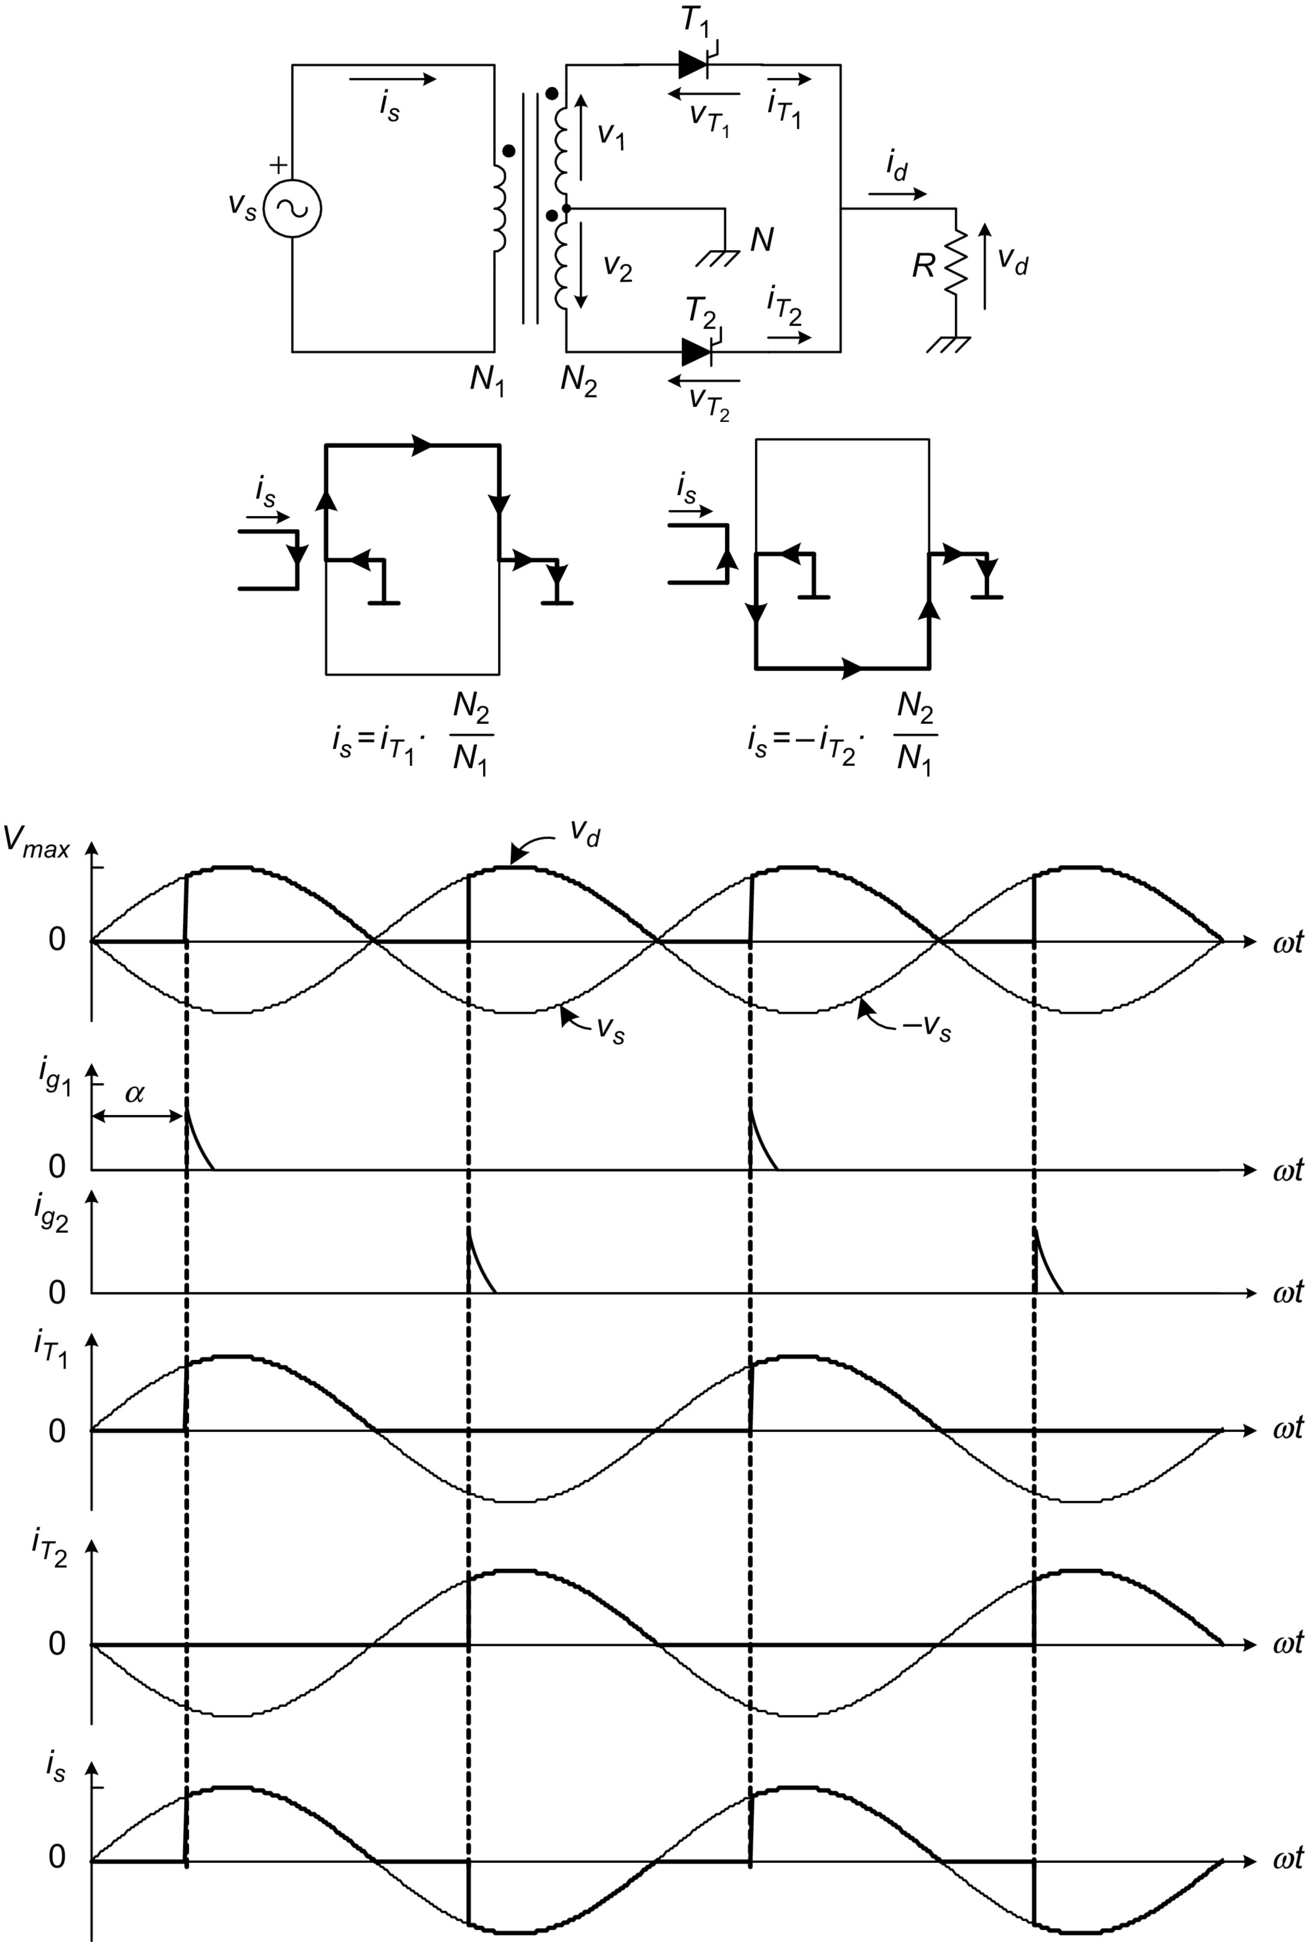 T1
is
vT1
iT1
v1
id
+
vs
N
R
vd
v2
iT2
T2
N1
N2
vT2
is
is
is=iT1· N2/N1
is=–iT2· N2/N1
Vmax
vd
0
ωt
vs
–vs
ig1
α
0
ωt
ig2
0
ωt
iT1
0
ωt
iT2
0
ωt
is
0
ωt